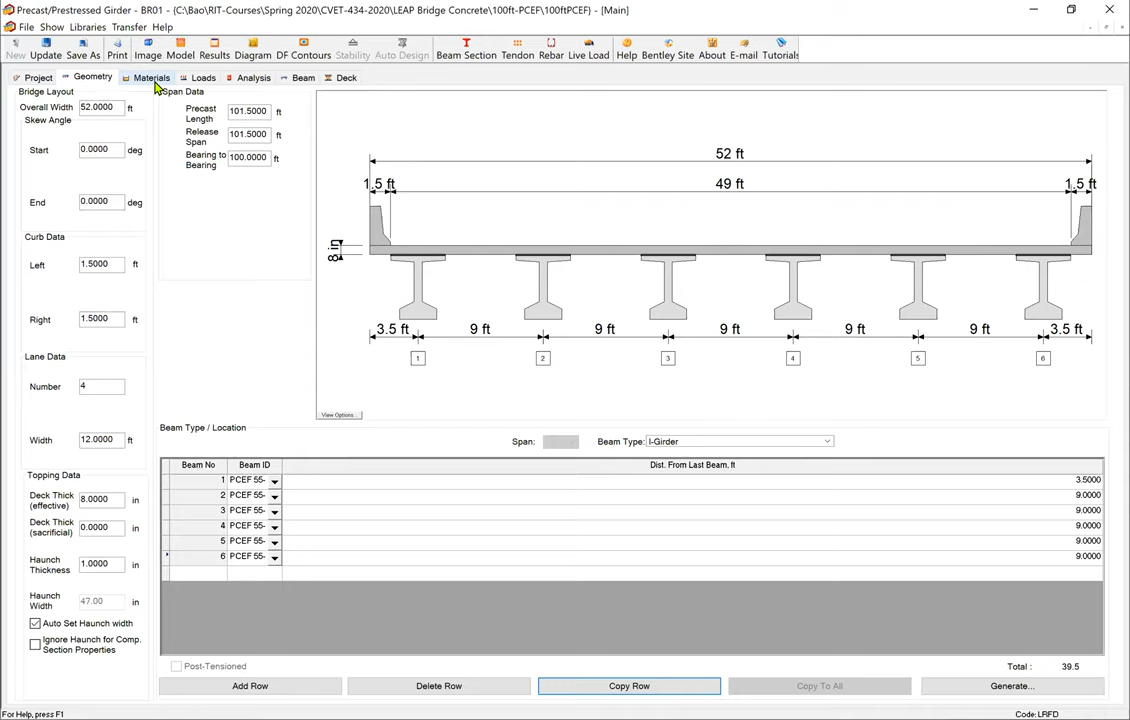 Precast/Prestressed Girder - BR01 - (C:\Bao\RIT-Courses\Spring 2020\CVET-434-2020\LEAP Bridge Concrete\100ft-PCEF\100ftPCEF) - [Main]
File Show Libraries Transfer Help
New Update Save As Print Image Model Results Diagram DF Contours Stability Auto Design Beam Section Tendon Rebar Live Load Help Bentley Site About E-mail Tutorials
Project Geometry Materials Loads Analysis Beam Deck
Bridge Layout
Overall Width 52.0000 ft
Skew Angle
Start 0.0000 deg
End 0.0000 deg
Curb Data
Left 1.5000 ft
Right 1.5000 ft
Lane Data
Number 4
Width 12.0000 ft
Topping Data
Deck Thick (effective) 8.0000 in
Deck Thick (sacrificial) 0.0000 in
Haunch Thickness 1.0000 in
Haunch Width 47.00 in
Auto Set Haunch width
Ignore Haunch for Comp. Section Properties
Span Data
Precast Length 101.5000 ft
Release Span 101.5000 ft
Bearing to Bearing 100.0000 ft
52 ft
1.5 ft 49 ft 1.5 ft
8 in
3.5 ft 9 ft 9 ft 9 ft 9 ft 9 ft 3.5 ft
1 2 3 4 5 6
View Options...
Beam Type / Location
Span: Beam Type: I-Girder
Beam No Beam ID Dist. From Last Beam, ft
1 PCEF 55- 3.5000
2 PCEF 55- 9.0000
3 PCEF 55- 9.0000
4 PCEF 55- 9.0000
5 PCEF 55- 9.0000
6 PCEF 55- 9.0000
Post-Tensioned Total : 39.5
Add Row Delete Row Copy Row Copy To All Generate...
For Help, press F1 Code: LRFD